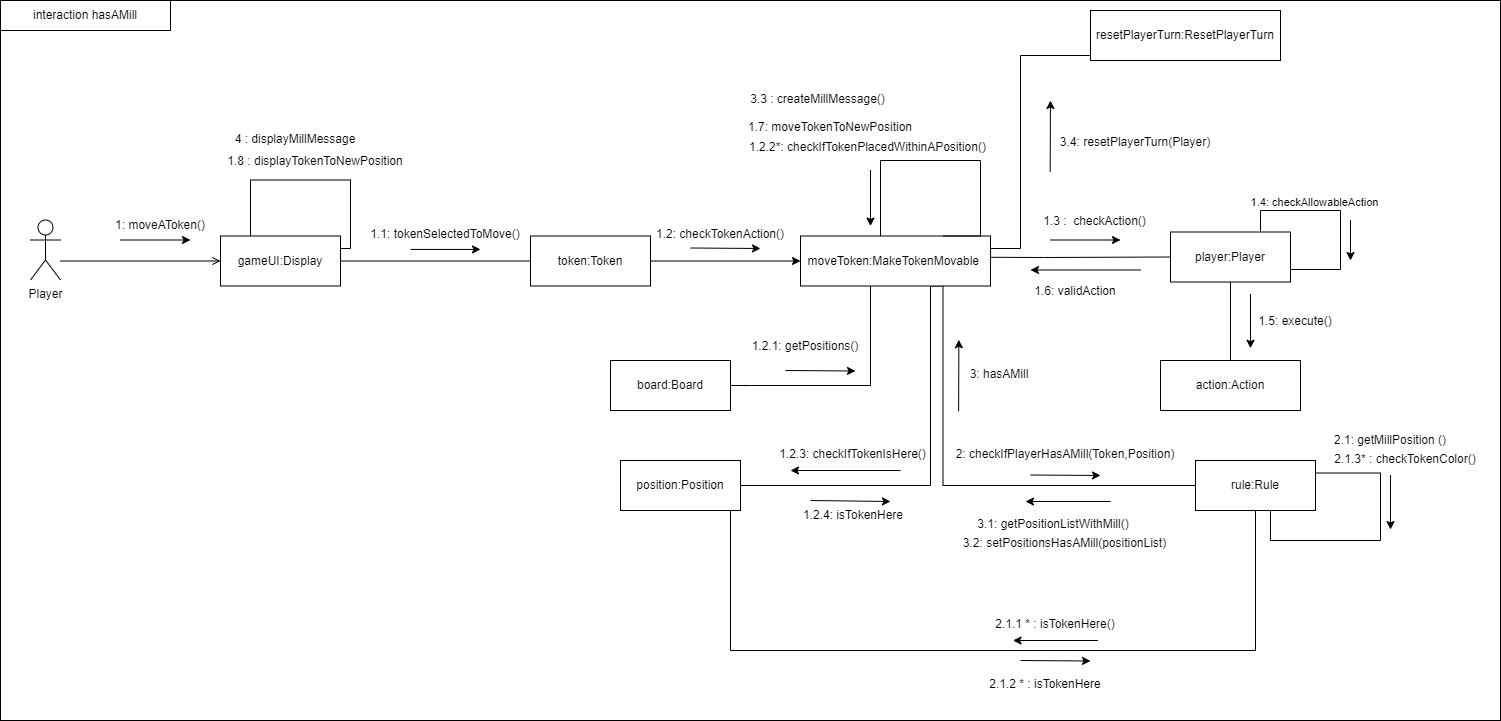 interaction hasAMill
resetPlayerTurn:ResetPlayerTurn
3.3 : createMillMessage()
1.7: moveTokenToNewPosition
1.2.2*: checkIfTokenPlacedWithinAPosition()
4 : displayMillMessage
1.8 : displayTokenToNewPosition
3.4: resetPlayerTurn(Player)
1.4: checkAllowableAction
1: moveAToken()
1.1: tokenSelectedToMove()
1.2: checkTokenAction()
1.3 :  checkAction()
gameUI:Display
token:Token
moveToken:MakeTokenMovable
player:Player
Player
1.6: validAction
1.5: execute()
1.2.1: getPositions()
board:Board
3: hasAMill
action:Action
1.2.3: checkIfTokenIsHere()
2: checkIfPlayerHasAMill(Token,Position)
2.1: getMillPosition ()
2.1.3* : checkTokenColor()
position:Position
rule:Rule
1.2.4: isTokenHere
3.1: getPositionListWithMill()
3.2: setPositionsHasAMill(positionList)
2.1.1 * : isTokenHere()
2.1.2 * : isTokenHere